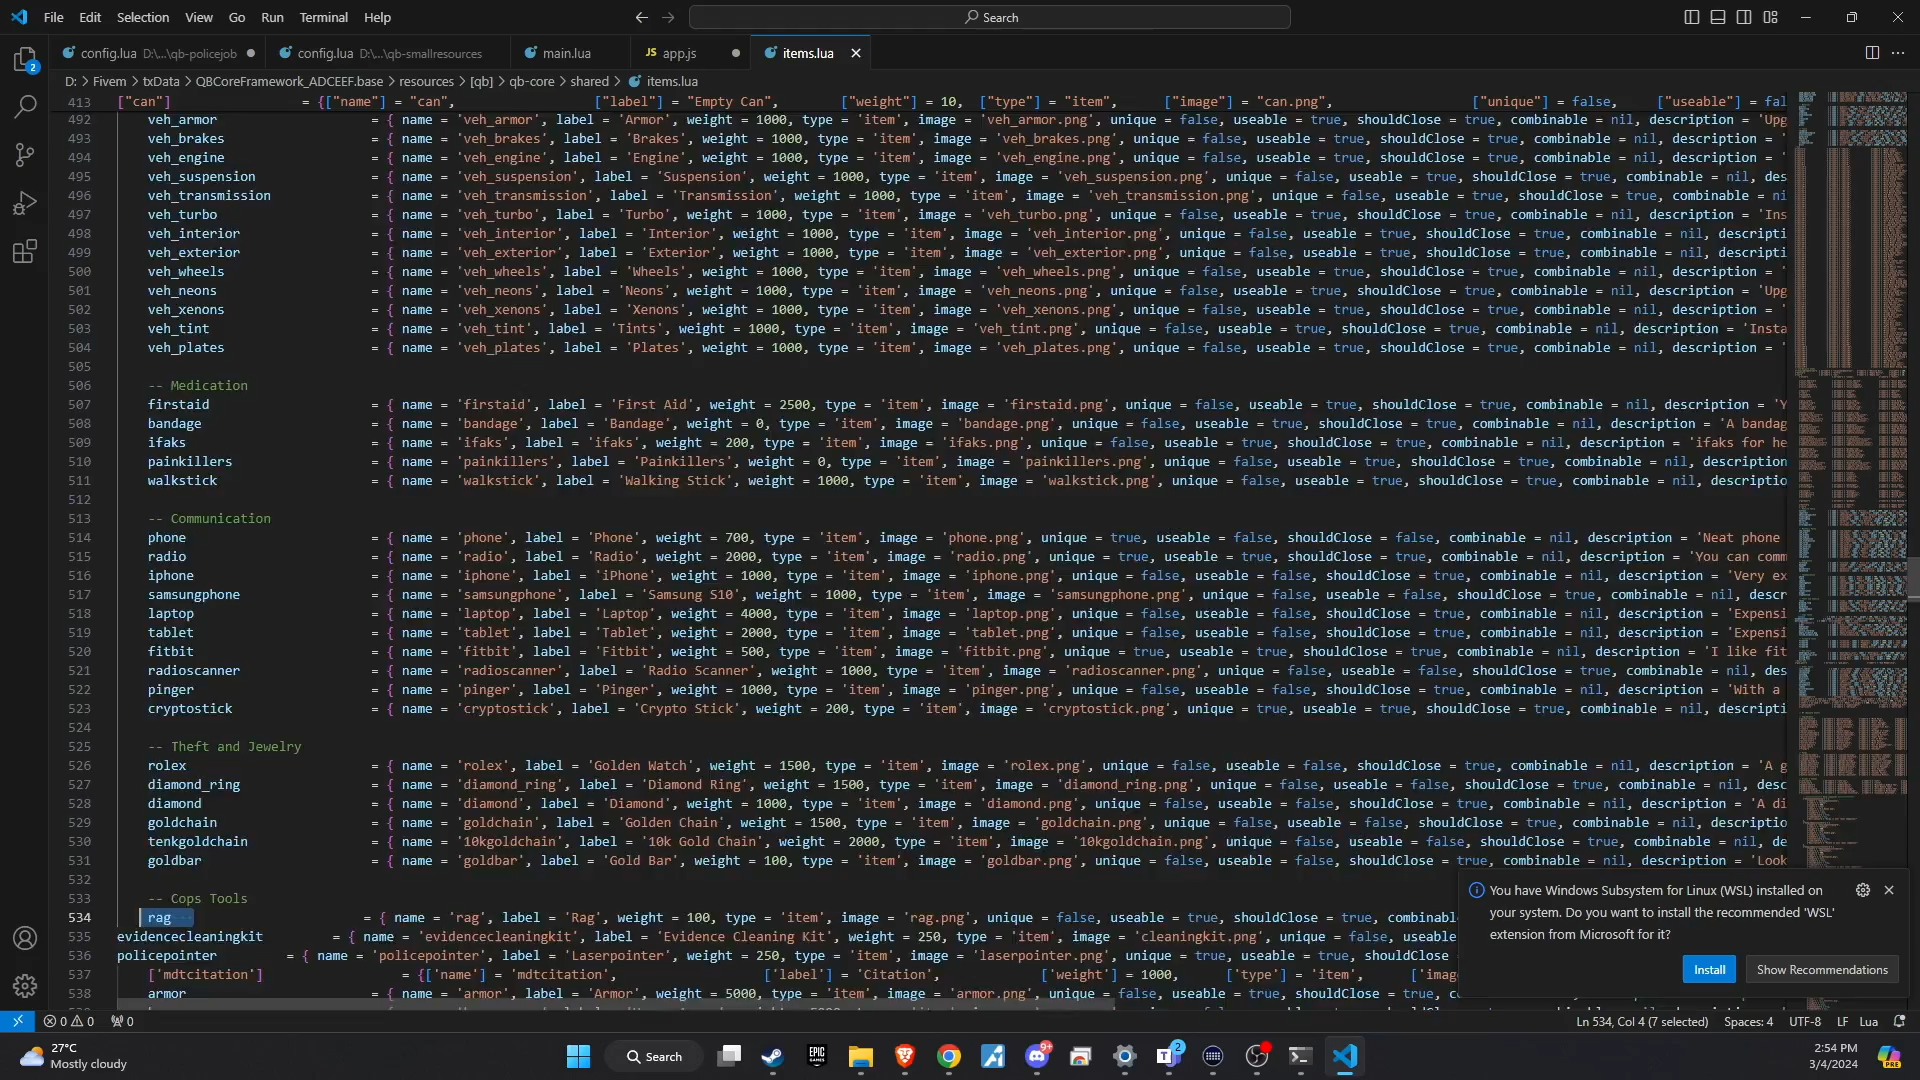 File Edit Selection View Go Run Terminal Help
Search
config.lua D:\...\qb-policejob
config.lua D:\...\qb-smallresources
main.lua
JS app.js
items.lua
D: > Fivem > txData > QBCoreFramework_ADCEEF.base > resources > [qb] > qb-core > shared > items.lua
413 ["can"] = {["name"] = "can", ["label"] = "Empty Can", ["weight"] = 10, ["type"] = "item", ["image"] = "can.png", ["unique"] = false, ["useable"] = fal
492 veh_armor = { name = 'veh_armor', label = 'Armor', weight = 1000, type = 'item', image = 'veh_armor.png', unique = false, useable = true, shouldClose = true, combinable = nil, description = 'Upg
493 veh_brakes = { name = 'veh_brakes', label = 'Brakes', weight = 1000, type = 'item', image = 'veh_brakes.png', unique = false, useable = true, shouldClose = true, combinable = nil, description = '
494 veh_engine = { name = 'veh_engine', label = 'Engine', weight = 1000, type = 'item', image = 'veh_engine.png', unique = false, useable = true, shouldClose = true, combinable = nil, description = '
495 veh_suspension = { name = 'veh_suspension', label = 'Suspension', weight = 1000, type = 'item', image = 'veh_suspension.png', unique = false, useable = true, shouldClose = true, combinable = nil, des
496 veh_transmission = { name = 'veh_transmission', label = 'Transmission', weight = 1000, type = 'item', image = 'veh_transmission.png', unique = false, useable = true, shouldClose = true, combinable = ni
497 veh_turbo = { name = 'veh_turbo', label = 'Turbo', weight = 1000, type = 'item', image = 'veh_turbo.png', unique = false, useable = true, shouldClose = true, combinable = nil, description = 'Ins
498 veh_interior = { name = 'veh_interior', label = 'Interior', weight = 1000, type = 'item', image = 'veh_interior.png', unique = false, useable = true, shouldClose = true, combinable = nil, descripti
499 veh_exterior = { name = 'veh_exterior', label = 'Exterior', weight = 1000, type = 'item', image = 'veh_exterior.png', unique = false, useable = true, shouldClose = true, combinable = nil, descripti
500 veh_wheels = { name = 'veh_wheels', label = 'Wheels', weight = 1000, type = 'item', image = 'veh_wheels.png', unique = false, useable = true, shouldClose = true, combinable = nil, description = '
501 veh_neons = { name = 'veh_neons', label = 'Neons', weight = 1000, type = 'item', image = 'veh_neons.png', unique = false, useable = true, shouldClose = true, combinable = nil, description = 'Upg
502 veh_xenons = { name = 'veh_xenons', label = 'Xenons', weight = 1000, type = 'item', image = 'veh_xenons.png', unique = false, useable = true, shouldClose = true, combinable = nil, description = '
503 veh_tint = { name = 'veh_tint', label = 'Tints', weight = 1000, type = 'item', image = 'veh_tint.png', unique = false, useable = true, shouldClose = true, combinable = nil, description = 'Insta
504 veh_plates = { name = 'veh_plates', label = 'Plates', weight = 1000, type = 'item', image = 'veh_plates.png', unique = false, useable = true, shouldClose = true, combinable = nil, description = '
505
506 -- Medication
507 firstaid = { name = 'firstaid', label = 'First Aid', weight = 2500, type = 'item', image = 'firstaid.png', unique = false, useable = true, shouldClose = true, combinable = nil, description = 'Y
508 bandage = { name = 'bandage', label = 'Bandage', weight = 0, type = 'item', image = 'bandage.png', unique = false, useable = true, shouldClose = true, combinable = nil, description = 'A bandag
509 ifaks = { name = 'ifaks', label = 'ifaks', weight = 200, type = 'item', image = 'ifaks.png', unique = false, useable = true, shouldClose = true, combinable = nil, description = 'ifaks for he
510 painkillers = { name = 'painkillers', label = 'Painkillers', weight = 0, type = 'item', image = 'painkillers.png', unique = false, useable = true, shouldClose = true, combinable = nil, description
511 walkstick = { name = 'walkstick', label = 'Walking Stick', weight = 1000, type = 'item', image = 'walkstick.png', unique = false, useable = true, shouldClose = true, combinable = nil, descriptio
512
513 -- Communication
514 phone = { name = 'phone', label = 'Phone', weight = 700, type = 'item', image = 'phone.png', unique = true, useable = false, shouldClose = false, combinable = nil, description = 'Neat phone
515 radio = { name = 'radio', label = 'Radio', weight = 2000, type = 'item', image = 'radio.png', unique = true, useable = true, shouldClose = true, combinable = nil, description = 'You can comm
516 iphone = { name = 'iphone', label = 'iPhone', weight = 1000, type = 'item', image = 'iphone.png', unique = false, useable = false, shouldClose = true, combinable = nil, description = 'Very ex
517 samsungphone = { name = 'samsungphone', label = 'Samsung S10', weight = 1000, type = 'item', image = 'samsungphone.png', unique = false, useable = false, shouldClose = true, combinable = nil, descr
518 laptop = { name = 'laptop', label = 'Laptop', weight = 4000, type = 'item', image = 'laptop.png', unique = false, useable = true, shouldClose = true, combinable = nil, description = 'Expensi
519 tablet = { name = 'tablet', label = 'Tablet', weight = 2000, type = 'item', image = 'tablet.png', unique = false, useable = true, shouldClose = true, combinable = nil, description = 'Expensi
520 fitbit = { name = 'fitbit', label = 'Fitbit', weight = 500, type = 'item', image = 'fitbit.png', unique = true, useable = true, shouldClose = true, combinable = nil, description = 'I like fit
521 radioscanner = { name = 'radioscanner', label = 'Radio Scanner', weight = 1000, type = 'item', image = 'radioscanner.png', unique = false, useable = false, shouldClose = true, combinable = nil, des
522 pinger = { name = 'pinger', label = 'Pinger', weight = 1000, type = 'item', image = 'pinger.png', unique = false, useable = false, shouldClose = true, combinable = nil, description = 'With a
523 cryptostick = { name = 'cryptostick', label = 'Crypto Stick', weight = 200, type = 'item', image = 'cryptostick.png', unique = true, useable = true, shouldClose = true, combinable = nil, descripti
524
525 -- Theft and Jewelry
526 rolex = { name = 'rolex', label = 'Golden Watch', weight = 1500, type = 'item', image = 'rolex.png', unique = false, useable = false, shouldClose = true, combinable = nil, description = 'A g
527 diamond_ring = { name = 'diamond_ring', label = 'Diamond Ring', weight = 1500, type = 'item', image = 'diamond_ring.png', unique = false, useable = false, shouldClose = true, combinable = nil, desc
528 diamond = { name = 'diamond', label = 'Diamond', weight = 1000, type = 'item', image = 'diamond.png', unique = false, useable = false, shouldClose = true, combinable = nil, description = 'A di
529 goldchain = { name = 'goldchain', label = 'Golden Chain', weight = 1500, type = 'item', image = 'goldchain.png', unique = false, useable = false, shouldClose = true, combinable = nil, descriptio
530 tenkgoldchain = { name = '10kgoldchain', label = '10k Gold Chain', weight = 2000, type = 'item', image = '10kgoldchain.png', unique = false, useable = false, shouldClose = true, combinable = nil, de
531 goldbar = { name = 'goldbar', label = 'Gold Bar', weight = 100, type = 'item', image = 'goldbar.png', unique = false, useable = false, shouldClose = true, combinable = nil, description = 'Look
532
533 -- Cops Tools
534 rag = { name = 'rag', label = 'Rag', weight = 100, type = 'item', image = 'rag.png', unique = false, useable = true, shouldClose = true, combinabl
535 evidencecleaningkit = { name = 'evidencecleaningkit', label = 'Evidence Cleaning Kit', weight = 250, type = 'item', image = 'cleaningkit.png', unique = false, useable
536 policepointer = { name = 'policepointer', label = 'Laserpointer', weight = 250, type = 'item', image = 'laserpointer.png', unique = true, useable = true, shouldClose
537 ['mdtcitation'] = {['name'] = 'mdtcitation', ['label'] = 'Citation', ['weight'] = 1000, ['type'] = 'item', ['imag
538 armor = { name = 'armor', label = 'Armor', weight = 5000, type = 'item', image = 'armor.png', unique = false, useable = true, shouldClose = true, c
You have Windows Subsystem for Linux (WSL) installed on
your system. Do you want to install the recommended 'WSL'
extension from Microsoft for it?
Install Show Recommendations
0 0 0 Ln 534, Col 4 (7 selected) Spaces: 4 UTF-8 LF Lua
27°C
Mostly cloudy
Search
2:54 PM
3/4/2024